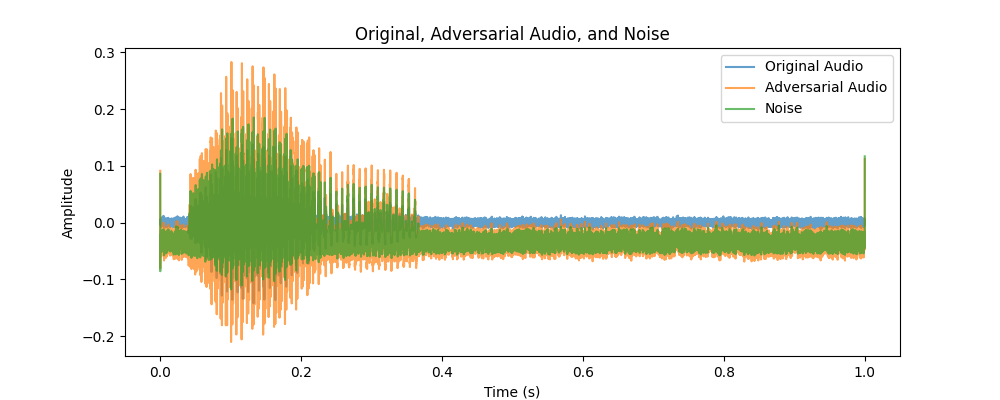 Original, Adversarial Audio, and Noise
Original Audio
Adversarial Audio
Noise
0.3
0.2
0.1
0.0
−0.1
−0.2
Amplitude
0.0
0.2
0.4
0.6
0.8
1.0
Time (s)